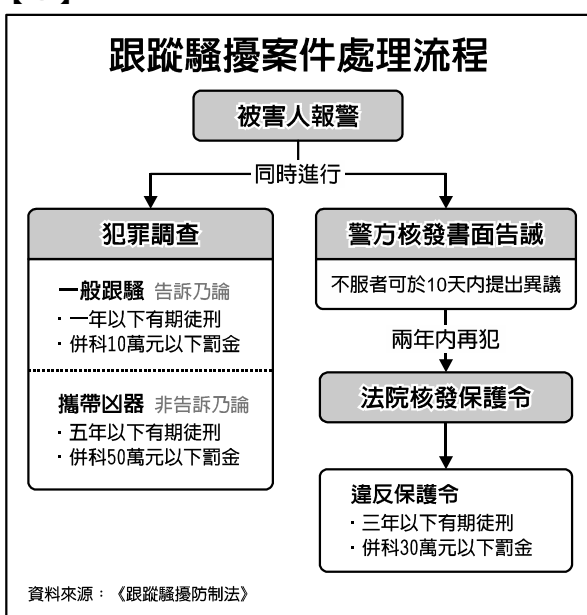 跟蹤騷擾案件處理流程
被害人報警
同時進行
犯罪調查
一般跟騷 告訴乃論
·一年以下有期徒刑
·併科10萬元以下罰金
攜帶凶器 非告訴乃論
·五年以下有期徒刑
·併科50萬元以下罰金
警方核發書面告誡
不服者可於10天内提出異議
兩年内再犯
法院核發保護令
違反保護令
·三年以下有期徒刑
·併科30萬元以下罰金
資料來源：《跟蹤騷擾防制法》